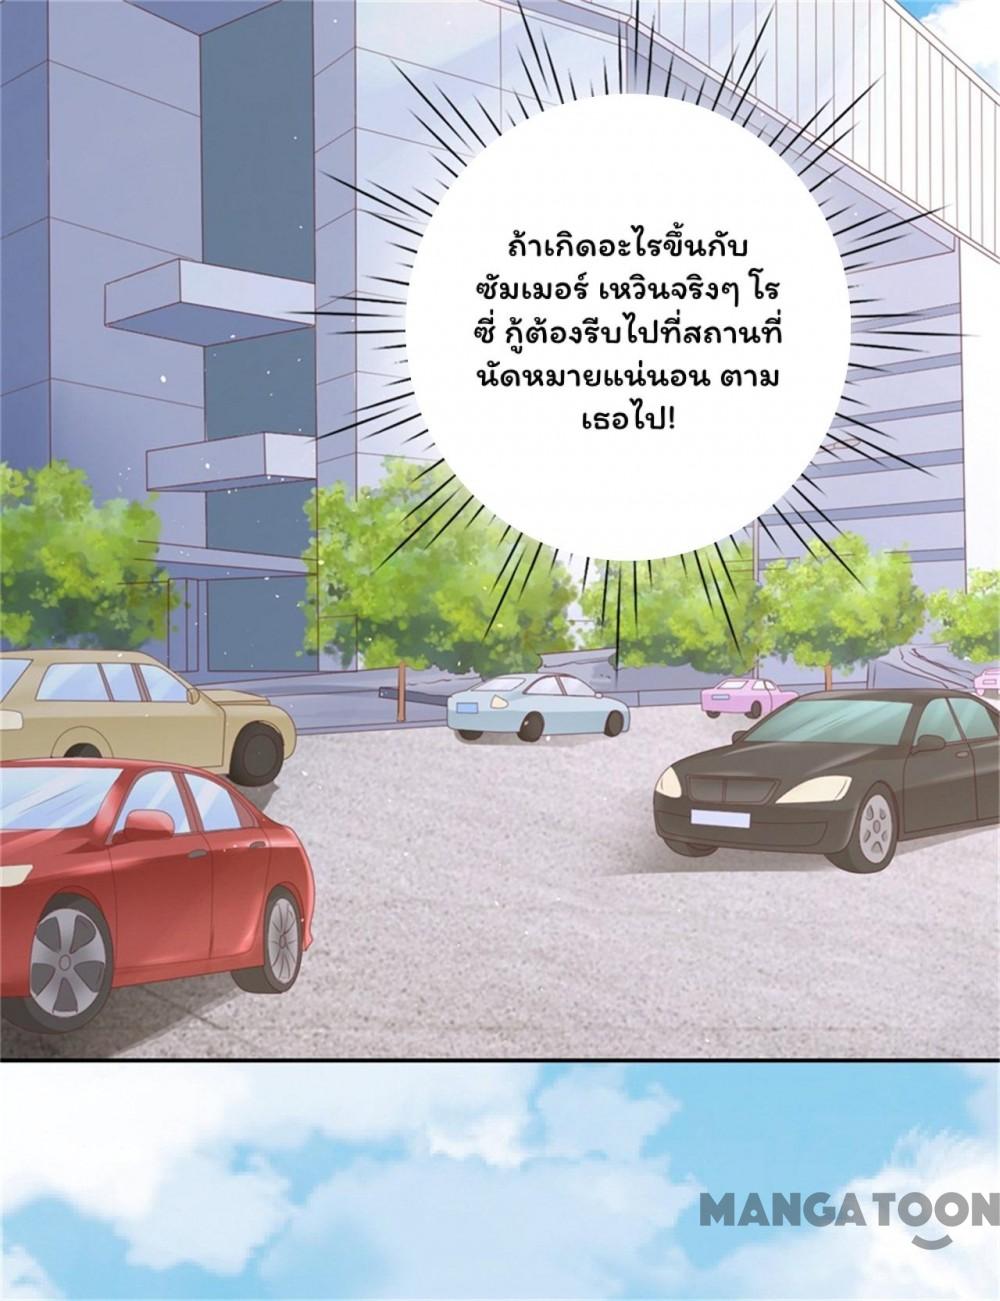 ถ้าเกิดอะไรขึ้นกับ
ซัมเมอร์ เหวินจริงๆ โร
ซี่ กู้ต้องรีบไปที่สถานที่
นัดหมายแน่นอน ตาม
เธอไป!
MANGATOON